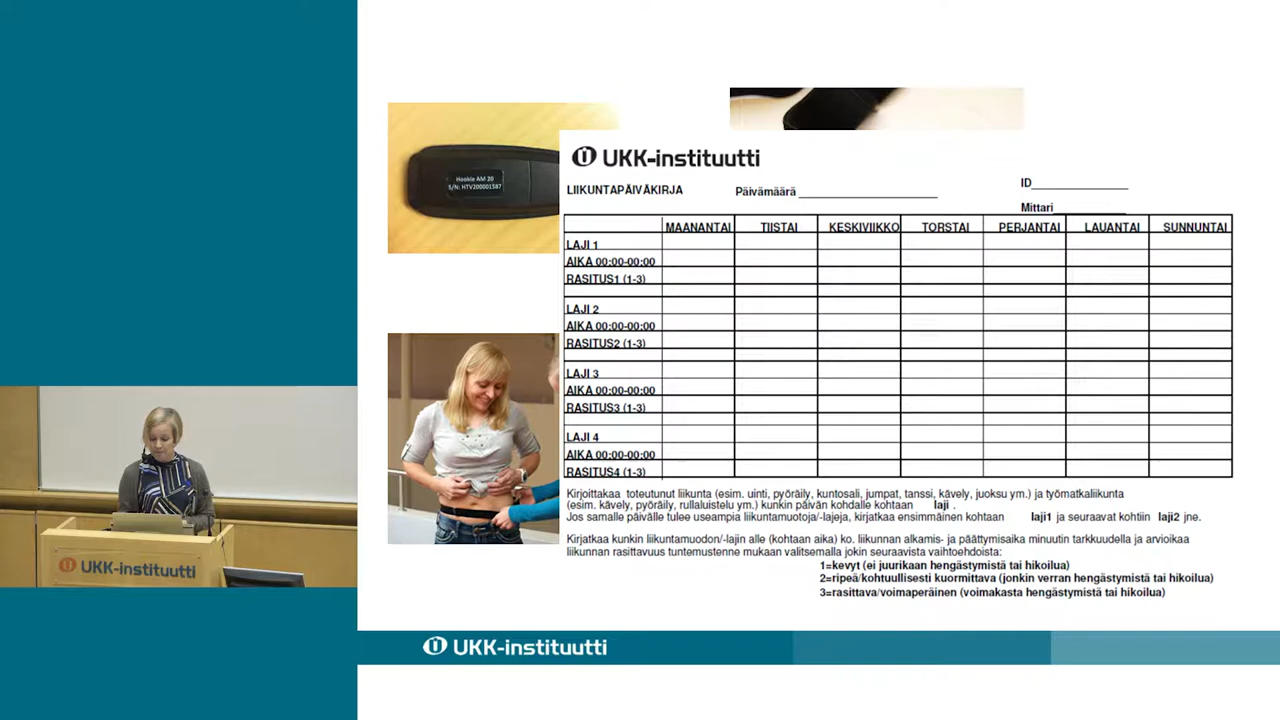 Hookie AM 20
S/N: HTV200001587
UKK-instituutti
LIIKUNTAPÄIVÄKIRJA
Päivämäärä
ID
Mittari
MAANANTAI TIISTAI KESKIVIIKKO TORSTAI PERJANTAI LAUANTAI SUNNUNTAI
LAJI 1
AIKA 00:00-00:00
RASITUS1 (1-3)
LAJI 2
AIKA 00:00-00:00
RASITUS2 (1-3)
LAJI 3
AIKA 00:00-00:00
RASITUS3 (1-3)
LAJI 4
AIKA 00:00-00:00
RASITUS4 (1-3)
Kirjoittakaa toteutunut liikunta (esim. uinti, pyöräily, kuntosali, jumpat, tanssi, kävely, juoksu ym.) ja työmatkaliikunta
(esim. kävely, pyöräily, rullaluistelu ym.) kunkin päivän kohdalle kohtaan laji .
Jos samalle päivälle tulee useampia liikuntamuotoja/-lajeja, kirjatkaa ensimmäinen kohtaan laji1 ja seuraavat kohtiin laji2 jne.
Kirjatkaa kunkin liikuntamuodon/-lajin alle (kohtaan aika) ko. liikunnan alkamis- ja päättymisaika minuutin tarkkuudella ja arvioikaa
liikunnan rasittavuus tuntemustenne mukaan valitsemalla jokin seuraavista vaihtoehdoista:
1=kevyt (ei juurikaan hengästymistä tai hikoilua)
2=ripeä/kohtuullisesti kuormittava (jonkin verran hengästymistä tai hikoilua)
3=rasittava/voimaperäinen (voimakasta hengästymistä tai hikoilua)
UKK-instituutti
UKK-instituutti